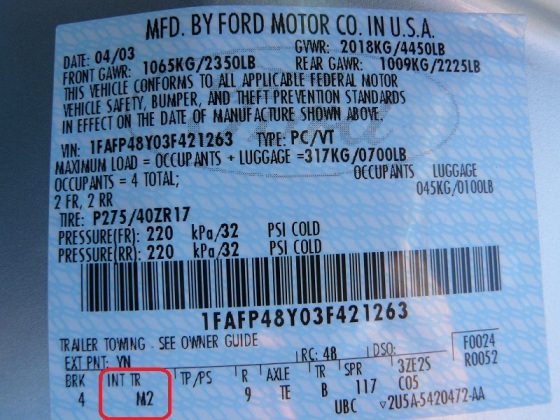 MFD. BY FORD MOTOR CO. IN U.S.A.
DATE: 04/03 GVWR: 2018KG/4450LB
FRONT GAWR: 1065KG/2350LB REAR GAWR: 1009KG/2225LB
THIS VEHICLE CONFORMS TO ALL APPLICABLE FEDERAL MOTOR
VEHICLE SAFETY, BUMPER, AND THEFT PREVENTION STANDARDS
IN EFFECT ON THE DATE OF MANUFACTURE SHOWN ABOVE.
VIN: 1FAFP48Y03F421263 TYPE: PC/VT
MAXIMUM LOAD = OCCUPANTS + LUGGAGE =317KG/0700LB
OCCUPANTS = 4 TOTAL; OCCUPANTS LUGGAGE
2 FR, 2 RR 045KG/0100LB
TIRE: P275/40ZR17
PRESSURE(FR): 220 kPa/32 PSI COLD
PRESSURE(RR): 220 kPa/32 PSI COLD
1FAFP48Y03F421263
TRAILER TOWING - SEE OWNER GUIDE
EXT PNT: YN RC: 48 DSO: F0024
R0052
BRK INT TR TP/PS R AXLE TR SPR 3ZE2S
4 M2 9 TE B 117 C05
UBC 2U5A-5420472-AA